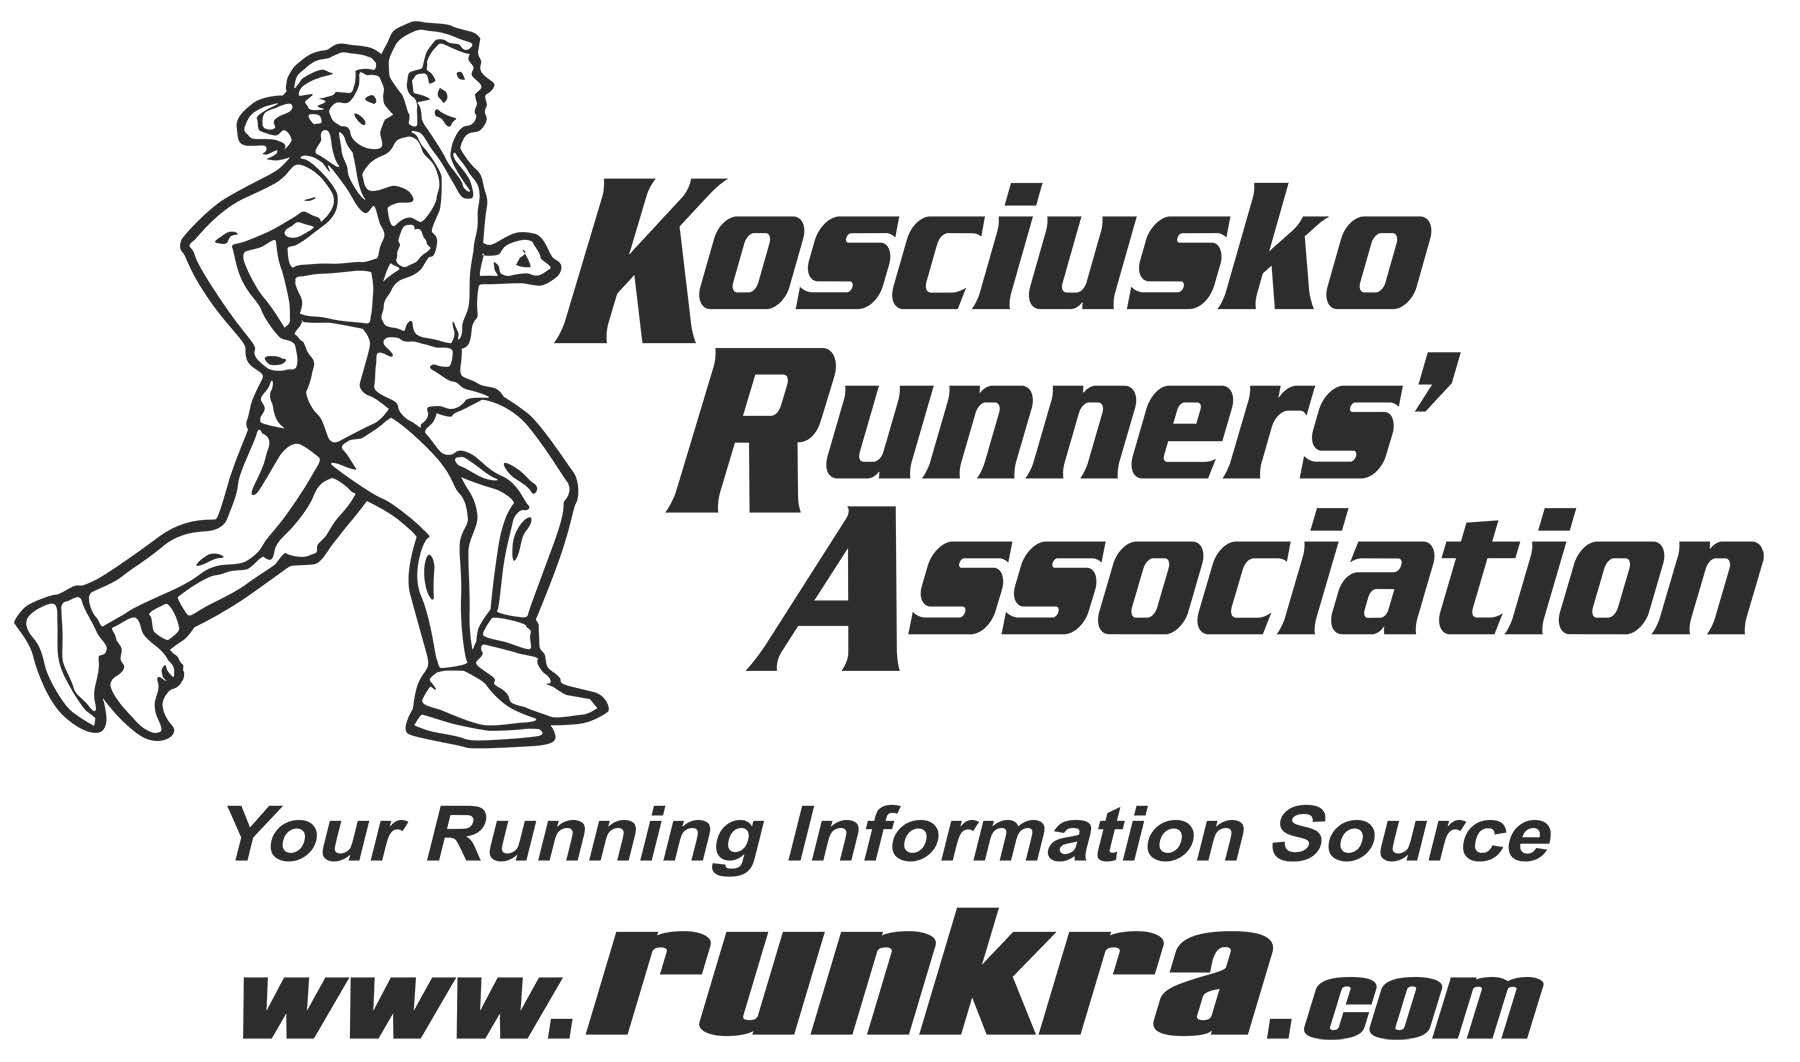 Kosciusko
Runners'
Association
Your Running Information Source
www.runkra.com